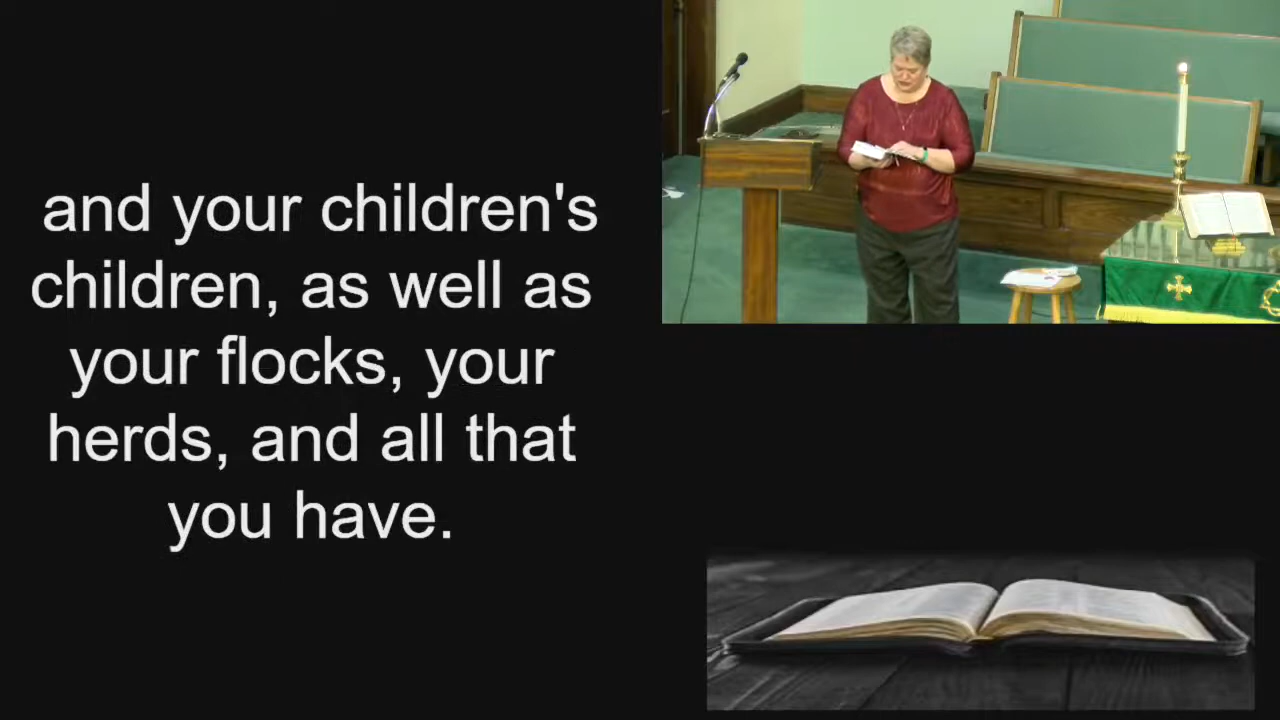 and your children's
children, as well as
your flocks, your
herds, and all that
you have.